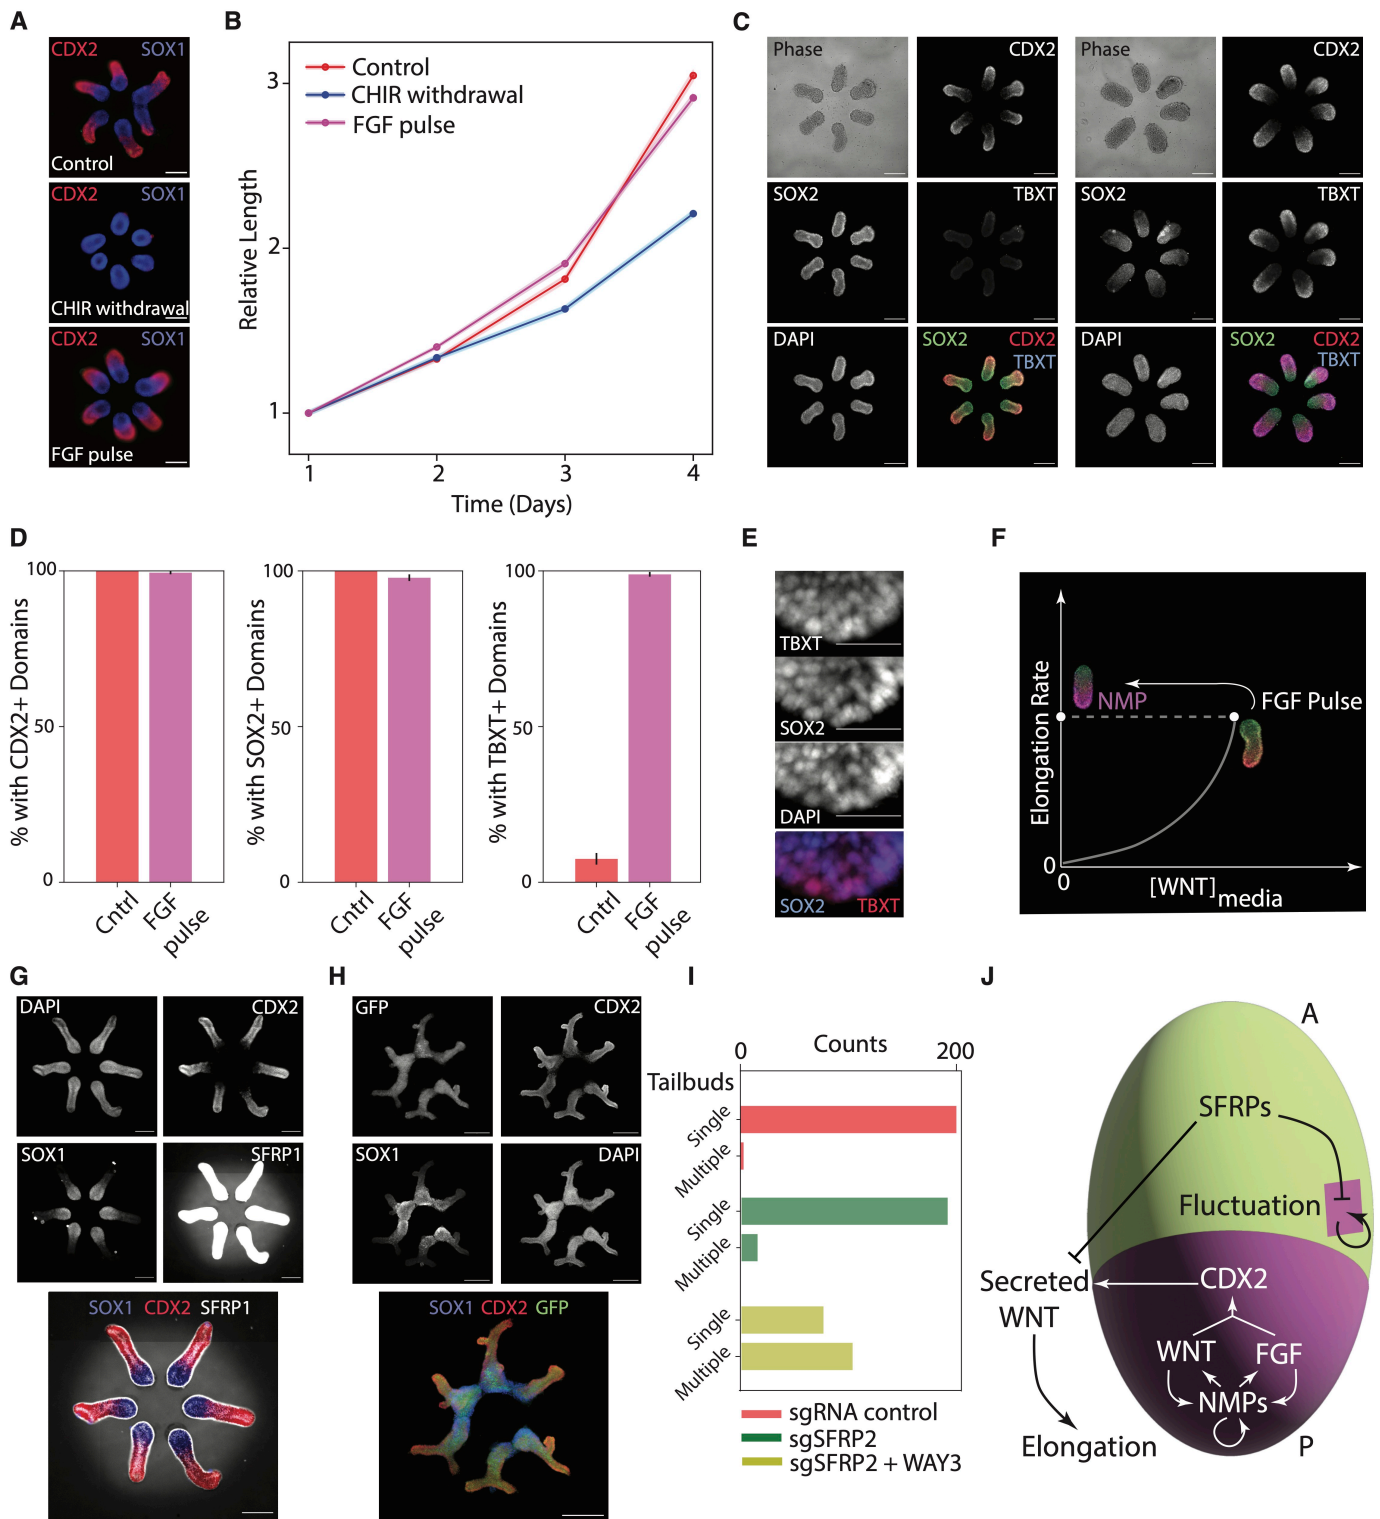 A
CDX2 SOX1
Control
CDX2 SOX1
CHIR withdrawal
CDX2 SOX1
FGF pulse
B
Control
CHIR withdrawal
FGF pulse
Relative Length
3
2
1
1 2 3 4
Time (Days)
C
Phase CDX2 Phase CDX2
SOX2 TBXT SOX2 TBXT
DAPI SOX2 CDX2 DAPI SOX2 CDX2
TBXT TBXT
D
% with CDX2+ Domains
100
50
0
Cntrl FGF
pulse
% with SOX2+ Domains
100
50
0
Cntrl FGF
pulse
% with TBXT+ Domains
100
50
0
Cntrl FGF
pulse
E
TBXT
SOX2
DAPI
SOX2 TBXT
F
Elongation Rate
NMP FGF Pulse
0
0 [WNT]media
G
DAPI CDX2
SOX1 SFRP1
SOX1 CDX2 SFRP1
H
GFP CDX2
SOX1 DAPI
SOX1 CDX2 GFP
I
Counts
0 200
Tailbuds
Single
Multiple
Single
Multiple
Single
Multiple
sgRNA control
sgSFRP2
sgSFRP2 + WAY3
J
A
SFRPs
Fluctuation
Secreted CDX2
WNT
WNT FGF
NMPs
Elongation P